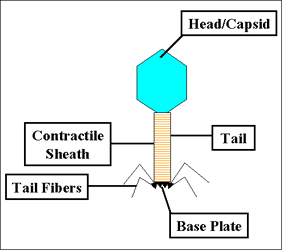 Head/Capsid
Contractile
Sheath
Tail
Tail Fibers
Base Plate